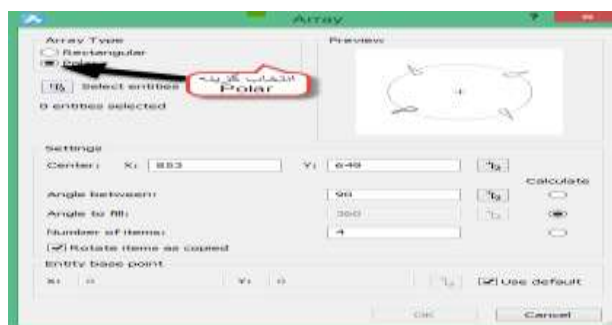 Array
?
Array Type
Rectangular
Polar
Select entities
0 entities selected
انتخاب گزینه
Polar
Preview
Settings
Center: X: 853 Y: 649
Calculate
Angle between: 90
Angle to fill: 360
Number of items: 4
Rotate items as copied
Entity base point
X: 0 Y: 0 Use default
OK Cancel